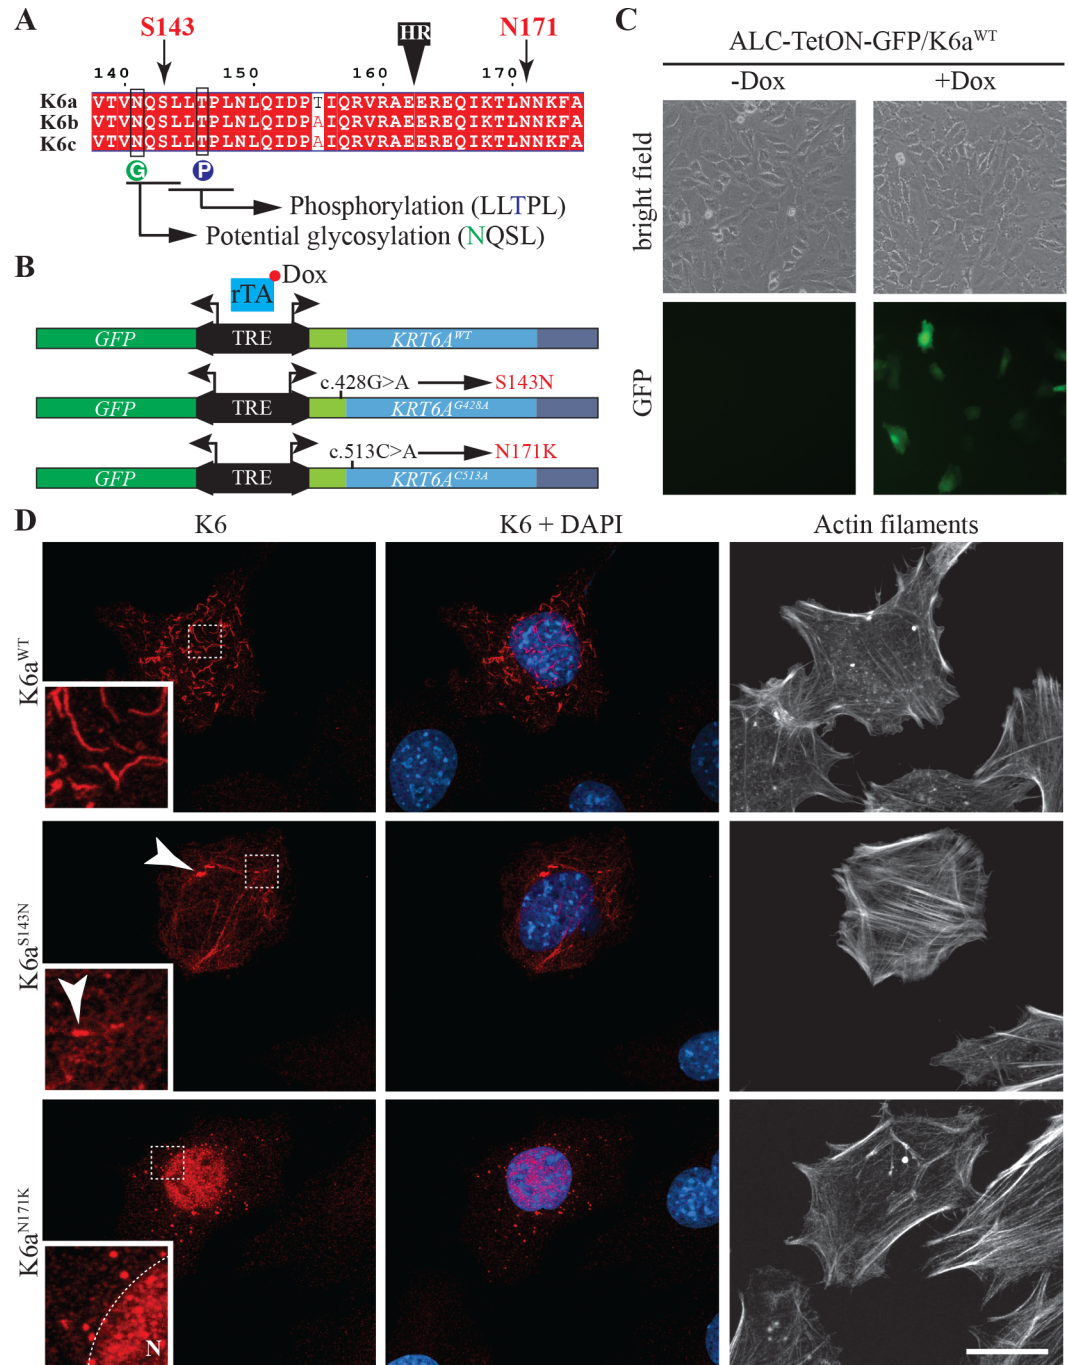 A
S143
HR
N171
140 150 160 170
K6a VTVNQSLLTPLNLQIDPTIQRVRAEEREQIKTLNNKFA
K6b VTVNQSLLTPLNLQIDPAIQRVRAEEREQIKTLNNKFA
K6c VTVNQSLLTPLNLQIDPAIQRVRAEEREQIKTLNNKFA
G P
Phosphorylation (LLTPL)
Potential glycosylation (NQSL)
B
rTA Dox
GFP TRE KRT6A^WT
c.428G>A S143N
GFP TRE KRT6A^G428A
c.513C>A N171K
GFP TRE KRT6A^C513A
C
ALC-TetON-GFP/K6a^WT
-Dox +Dox
bright field
GFP
D
K6 K6 + DAPI Actin filaments
K6a^WT
K6a^S143N
K6a^N171K
N